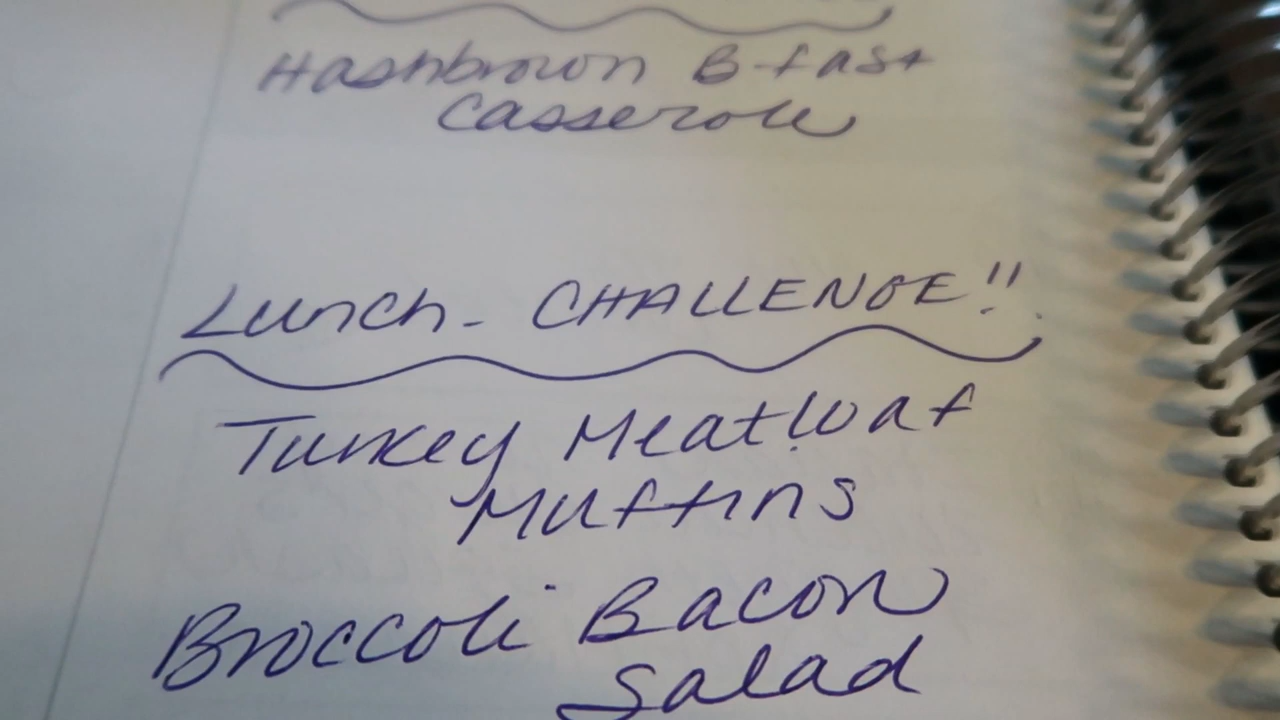 Hashbrown B-fast
Casserole
Lunch - CHALLENGE!!
Turkey Meatloaf
Muffins
Broccoli Bacon
Salad